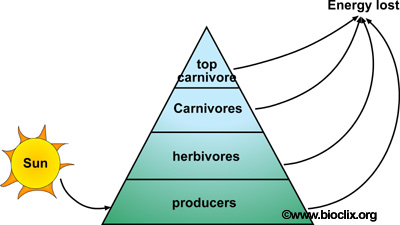 Energy lost
top
carnivore
Carnivores
Sun
herbivores
producers
©www.bioclix.org